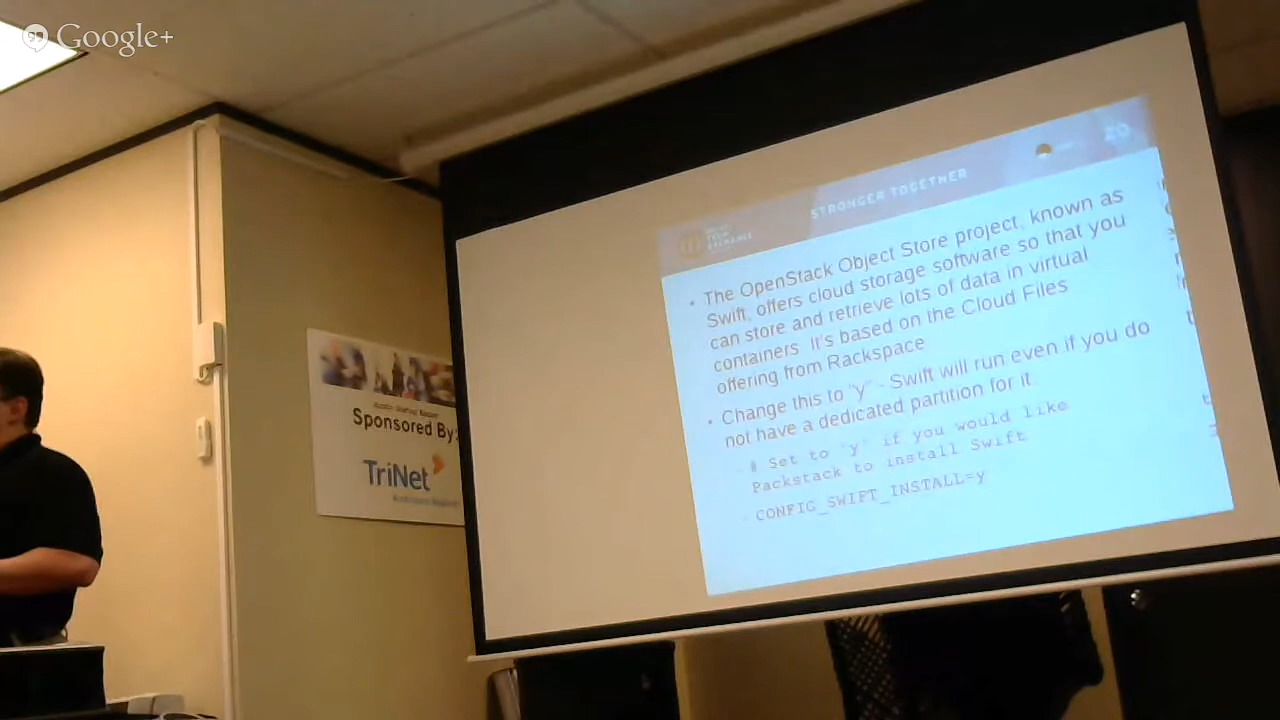 Google+
20
STRONGER TOGETHER
• The OpenStack Object Store project, known as
Swift, offers cloud storage software so that you
can store and retrieve lots of data in virtual
containers. It's based on the Cloud Files
offering from Rackspace
• Change this to "y" - Swift will run even if you do
not have a dedicated partition for it.
# Set to 'y' if you would like
Packstack to install Swift
CONFIG_SWIFT_INSTALL=y
Sponsored By:
TriNet